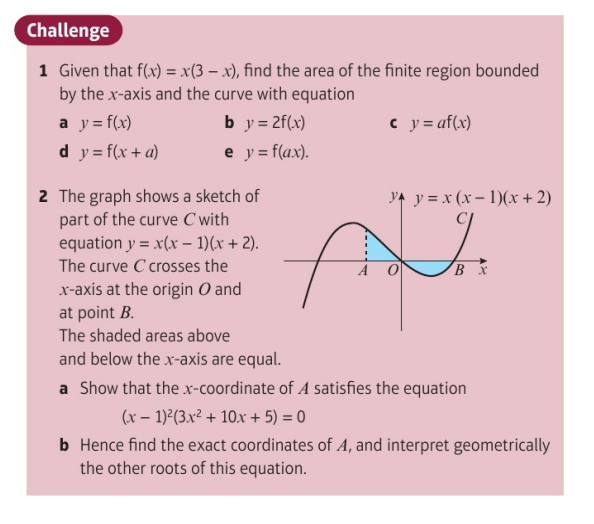 Challenge
1 Given that f(x) = x(3 – x), find the area of the finite region bounded
by the x-axis and the curve with equation
a y = f(x) b y = 2f(x) c y = af(x)
d y = f(x + a) e y = f(ax).
2 The graph shows a sketch of
part of the curve C with
equation y = x(x – 1)(x + 2).
The curve C crosses the
x-axis at the origin O and
at point B.
The shaded areas above
and below the x-axis are equal.
y y = x (x – 1)(x + 2)
C
A O B x
a Show that the x-coordinate of A satisfies the equation
(x – 1)²(3x² + 10x + 5) = 0
b Hence find the exact coordinates of A, and interpret geometrically
the other roots of this equation.